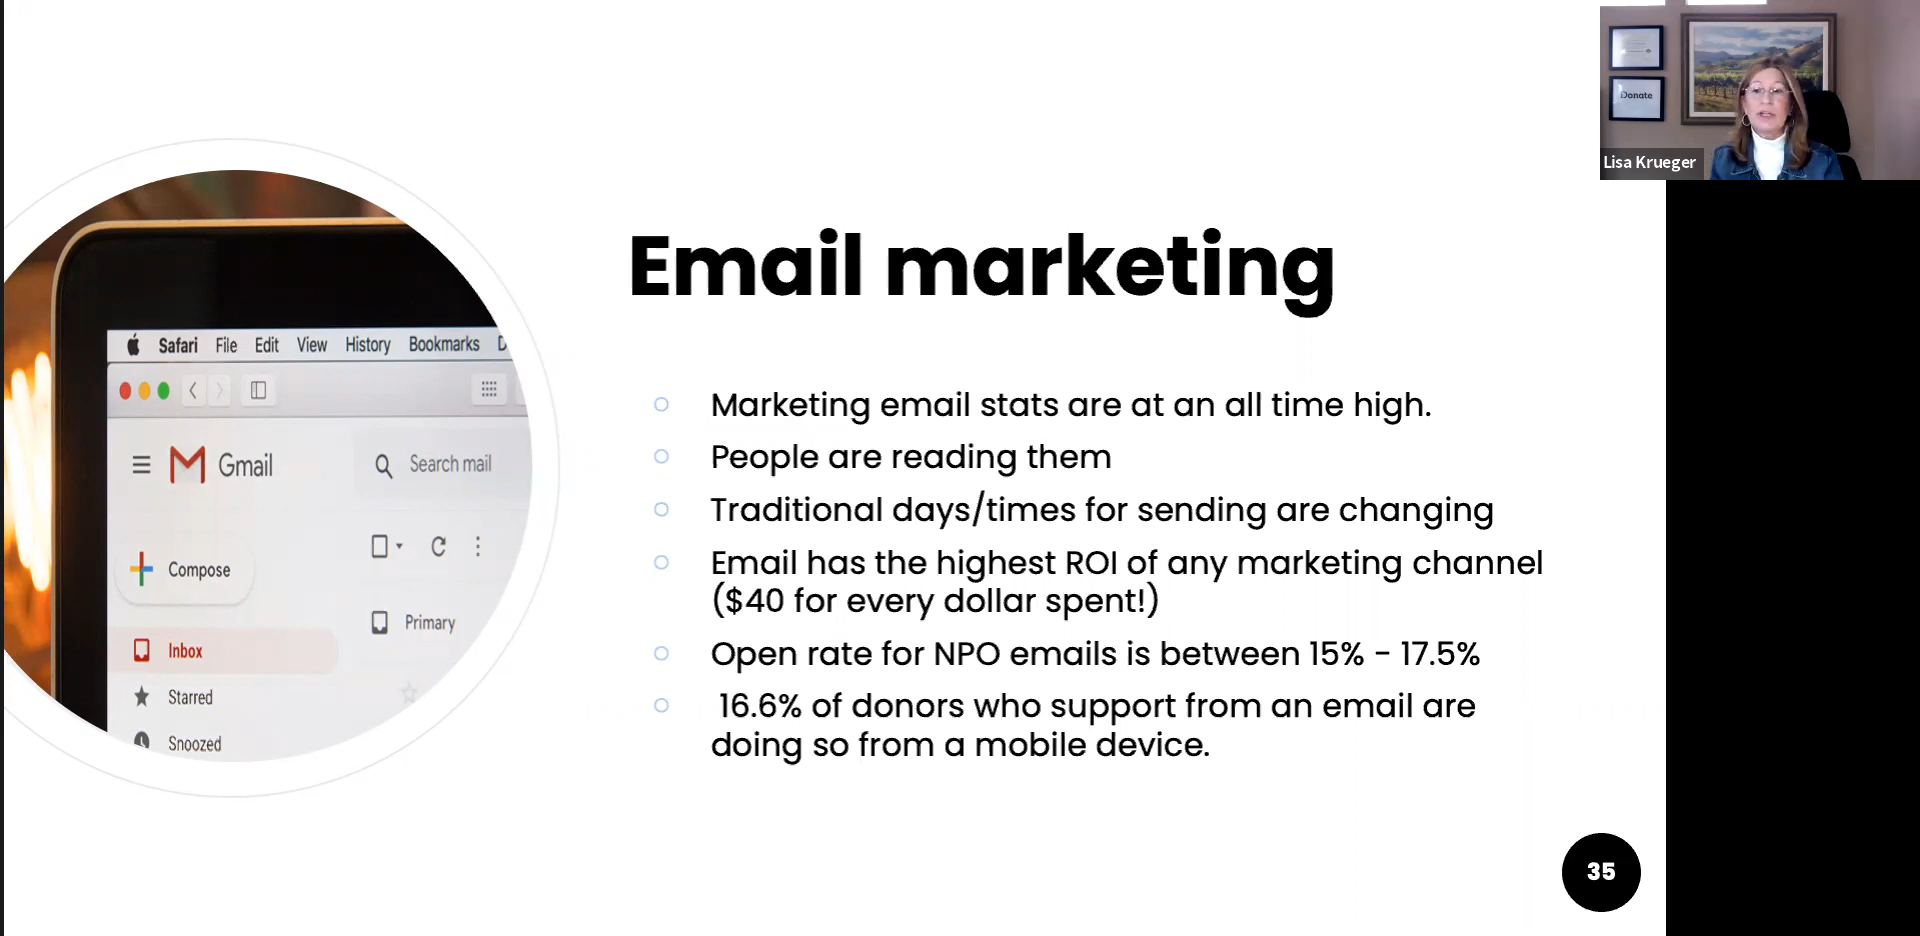 Donate
Lisa Krueger
Email marketing
Safari File Edit View History Bookmarks
Gmail
Search mail
Compose
Primary
Inbox
Starred
Snoozed
Marketing email stats are at an all time high.
People are reading them
Traditional days/times for sending are changing
Email has the highest ROI of any marketing channel
($40 for every dollar spent!)
Open rate for NPO emails is between 15% - 17.5%
16.6% of donors who support from an email are
doing so from a mobile device.
35